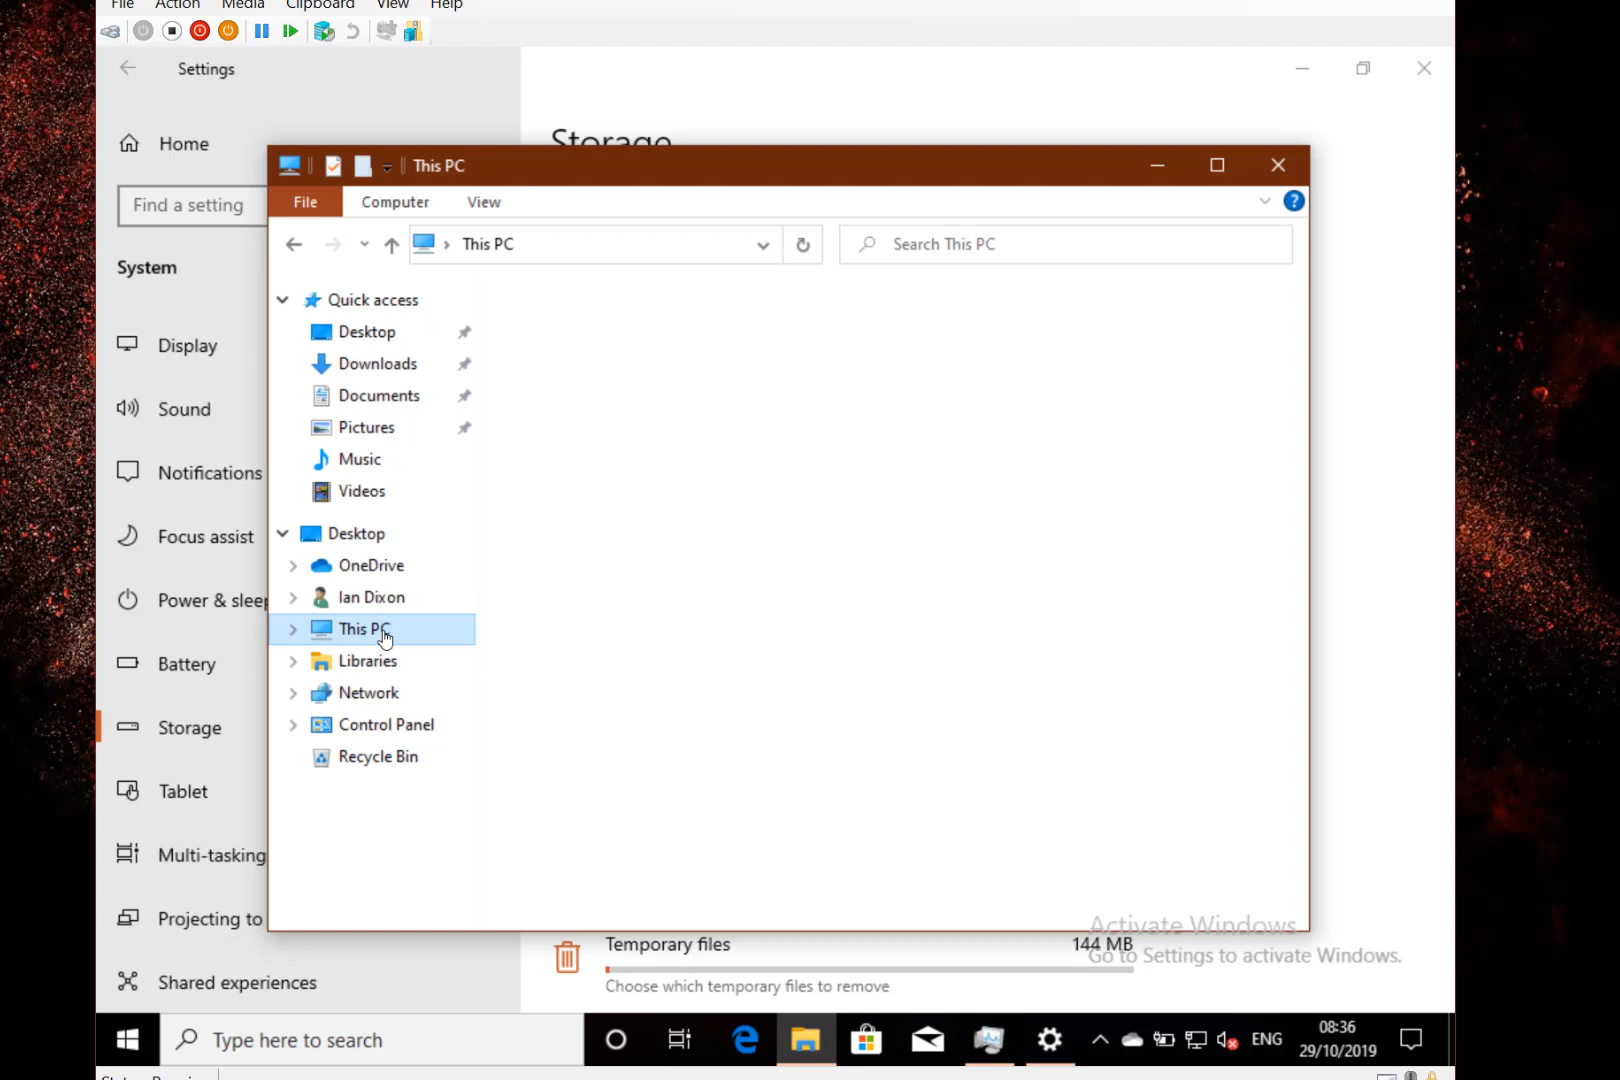 File Action Media Clipboard View Help
Settings
Storage
Home
Find a setting
System
Display
Sound
Notifications
Focus assist
Power & sleep
Battery
Storage
Tablet
Multi-tasking
Projecting to
Shared experiences
This PC
File Computer View
This PC
Search This PC
Quick access
Desktop
Downloads
Documents
Pictures
Music
Videos
Desktop
OneDrive
Ian Dixon
This PC
Libraries
Network
Control Panel
Recycle Bin
Temporary files 144 MB
Choose which temporary files to remove
Activate Windows
Go to Settings to activate Windows.
Type here to search
ENG
08:36
29/10/2019